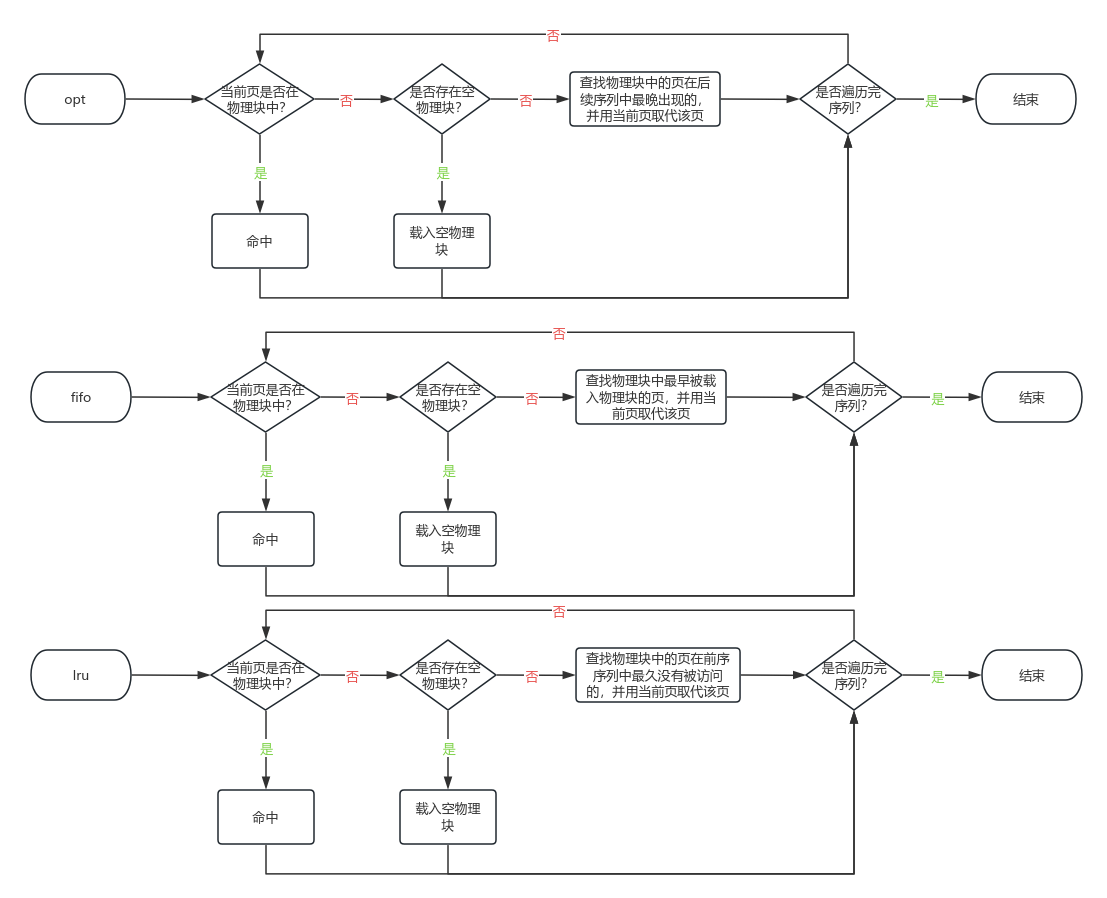 否
opt
当前页是否在
物理块中?
否
是否存在空
物理块?
否
查找物理块中的页在后
续序列中最晚出现的,
并用当前页取代该页
是否遍历完
序列?
是
结束
是
是
命中
载入空物理
块
否
fifo
当前页是否在
物理块中?
否
是否存在空
物理块?
否
查找物理块中最早被载
入物理块的页，并用当
前页取代该页
是否遍历完
序列?
是
结束
是
是
命中
载入空物理
块
否
lru
当前页是否在
物理块中?
否
是否存在空
物理块?
否
查找物理块中的页在前序
序列中最久没有被访问
的，并用当前页取代该页
是否遍历完
序列?
是
结束
是
是
命中
载入空物理
块